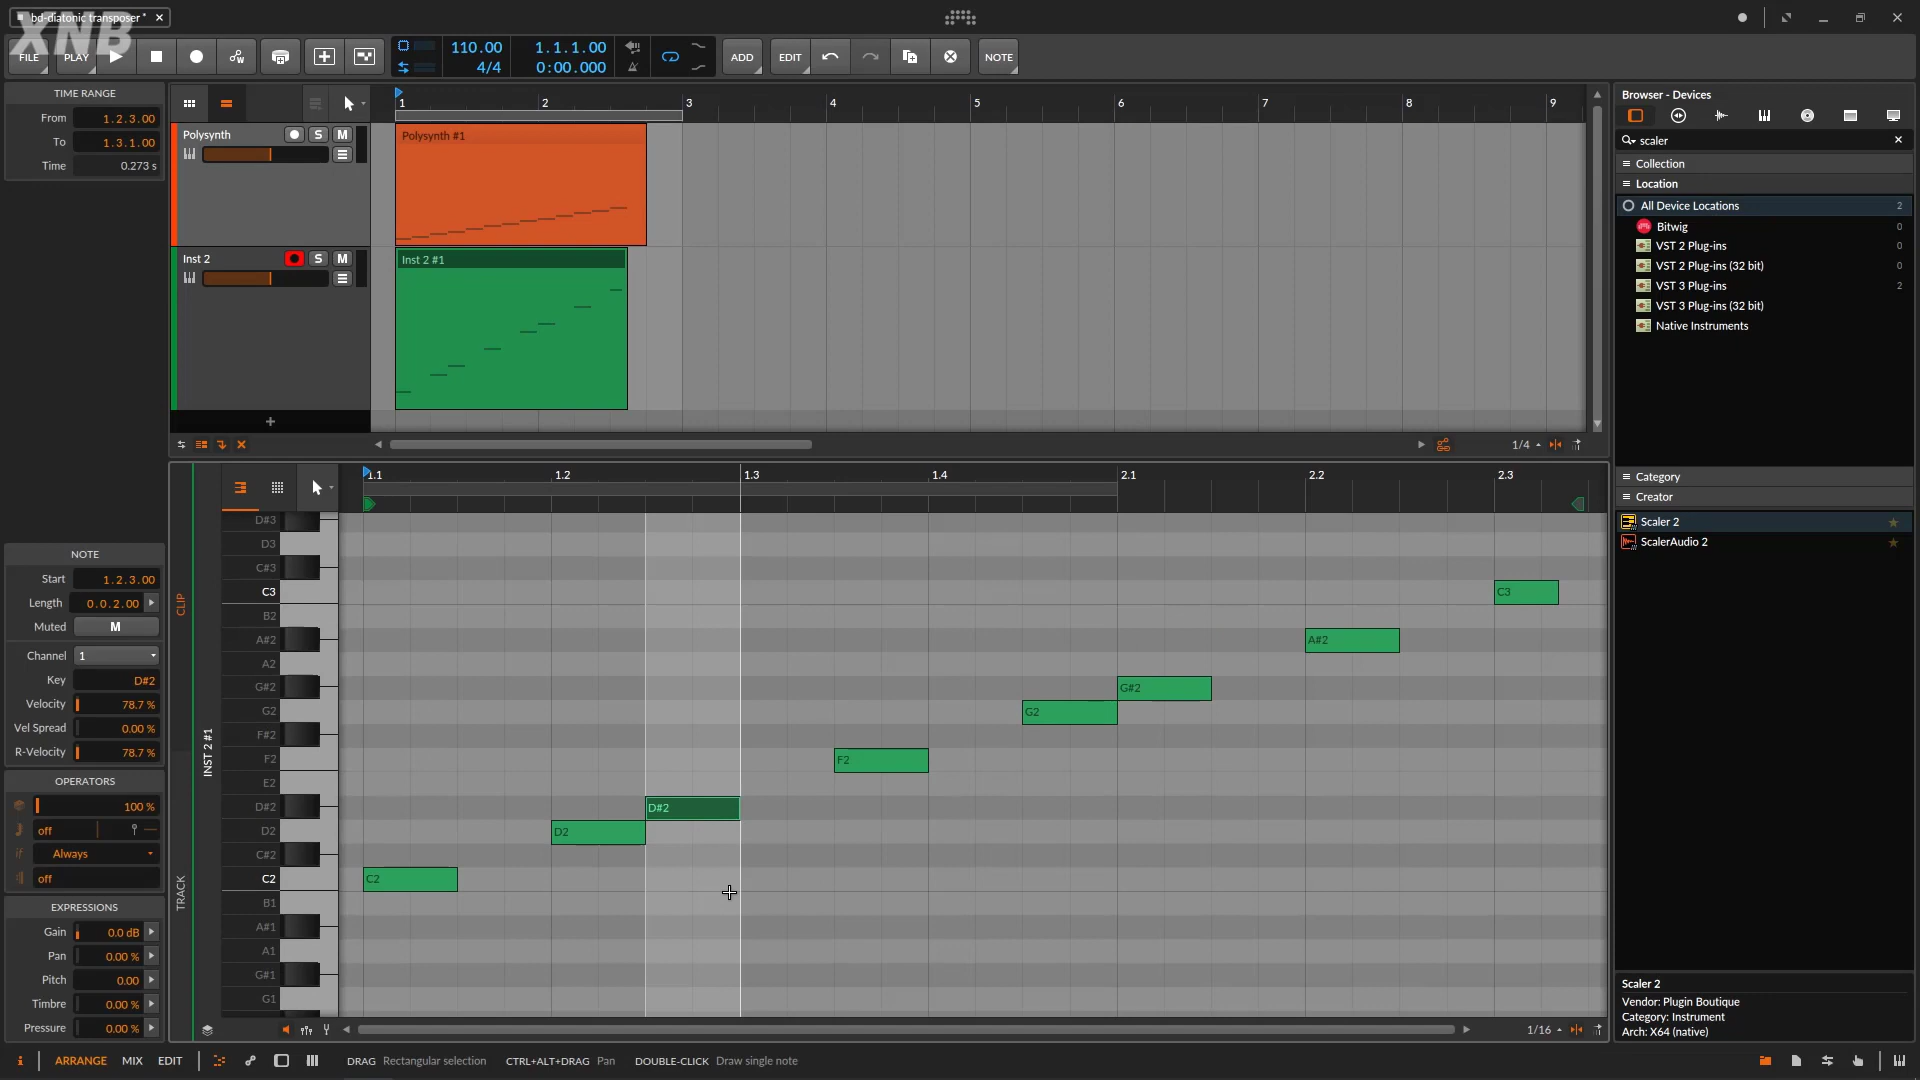 bd-diatonic transposer *
XNB
FILE
PLAY
110.00
4/4
1.1.1.00
0:00.000
ADD
EDIT
NOTE
TIME RANGE
From 1.2.3.00
To 1.3.1.00
Time 0.273 s
1 2 3 4 5 6 7 8 9
Polysynth S M
Polysynth #1
Inst 2 S M
Inst 2 #1
+
1/4
Browser - Devices
scaler
Collection
Location
All Device Locations 2
Bitwig 0
VST 2 Plug-ins 0
VST 2 Plug-ins (32 bit) 0
VST 3 Plug-ins 2
VST 3 Plug-ins (32 bit)
Native Instruments
Category
Creator
Scaler 2
ScalerAudio 2
Scaler 2
Vendor: Plugin Boutique
Category: Instrument
Arch: X64 (native)
NOTE
Start 1.2.3.00
Length 0.0.2.00
Muted M
Channel 1
Key D#2
Velocity 78.7 %
Vel Spread 0.00 %
R-Velocity 78.7 %
OPERATORS
100 %
off
if Always
off
EXPRESSIONS
Gain 0.0 dB
Pan 0.00 %
Pitch 0.00
Timbre 0.00 %
Pressure 0.00 %
CLIP
TRACK
INST 2 #1
1.1 1.2 1.3 1.4 2.1 2.2 2.3
D#3
D3
C#3
C3 C3
B2
A#2 A#2
A2
G#2 G#2
G2 G2
F#2
F2 F2
E2
D#2 D#2
D2 D2
C#2
C2 C2
B1
A#1
A1
G#1
G1
1/16
i ARRANGE MIX EDIT
DRAG Rectangular selection CTRL+ALT+DRAG Pan DOUBLE-CLICK Draw single note